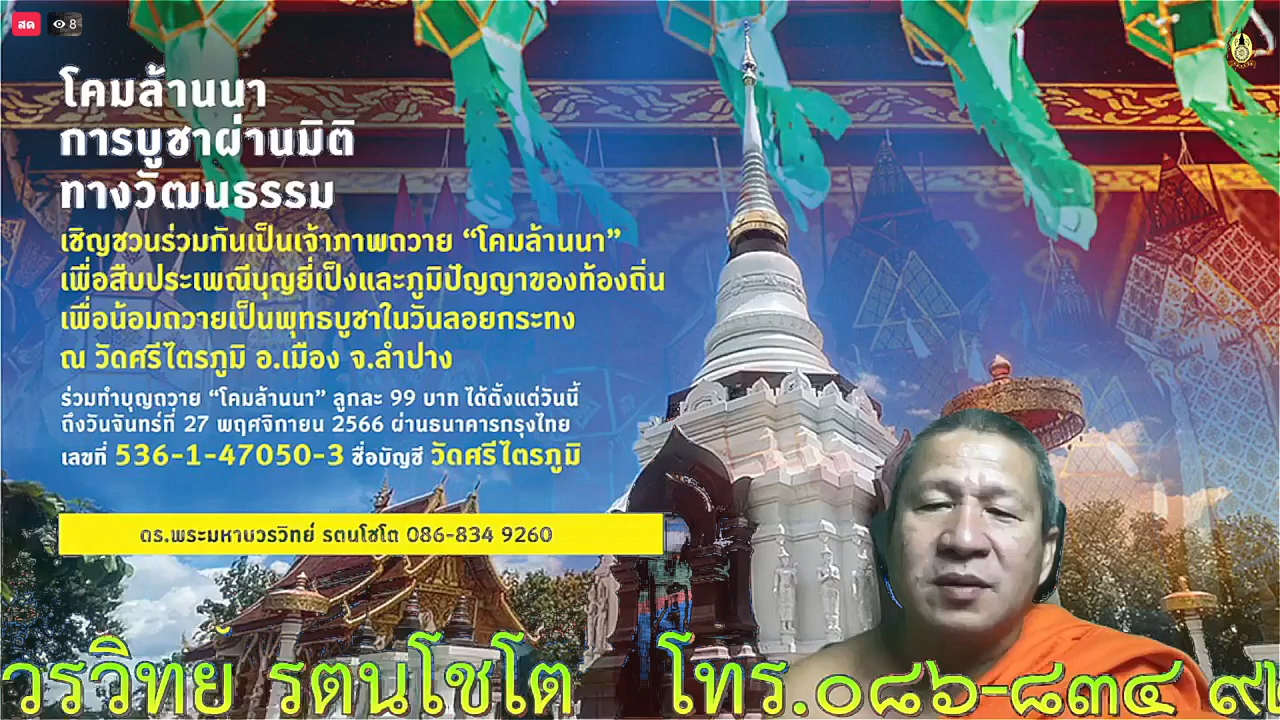 สด 8
โคมล้านนา
การบูชาผ่านมิติ
ทางวัฒนธรรม
เชิญชวนร่วมกันเป็นเจ้าภาพถวาย “โคมล้านนา”
เพื่อสืบประเพณีบุญยี่เป็งและภูมิปัญญาของท้องถิ่น
เพื่อน้อมถวายเป็นพุทธบูชาในวันลอยกระทง
ณ วัดศรีไตรภูมิ อ.เมือง จ.ลำปาง
ร่วมทำบุญถวาย “โคมล้านนา” ลูกละ 99 บาท ได้ตั้งแต่วันนี้
ถึงวันจันทร์ที่ 27 พฤศจิกายน 2566 ผ่านธนาคารกรุงไทย
เลขที่ 536-1-47050-3 ชื่อบัญชี วัดศรีไตรภูมิ
ดร.พระมหาบวรวิทย์ รตนโชโต 086-834 9260
วรวิทย์ รตนโชโต โทร.๐๘๖-๘๓๔ ๙